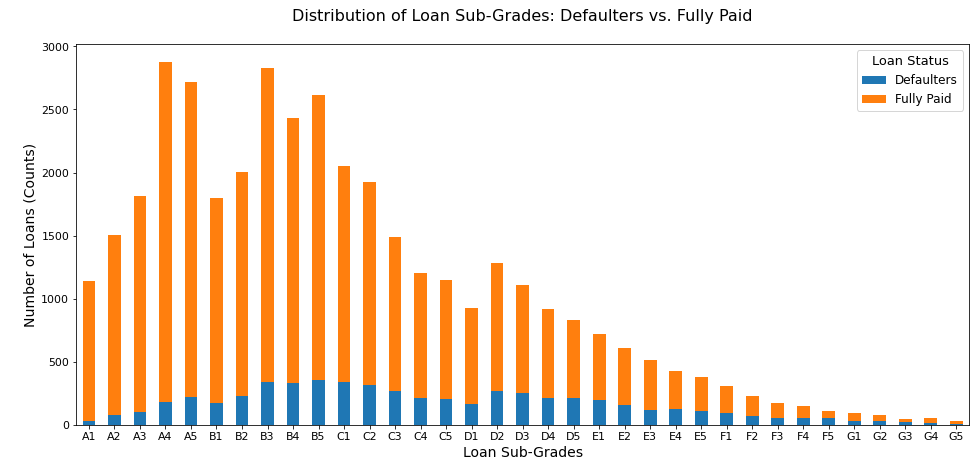 Distribution of Loan Sub-Grades: Defaulters vs. Fully Paid
Loan Status
Defaulters
Fully Paid
Number of Loans (Counts)
3000
2500
2000
1500
1000
500
0
A1 A2 A3 A4 A5 B1 B2 B3 B4 B5 C1 C2 C3 C4 C5 D1 D2 D3 D4 D5 E1 E2 E3 E4 E5 F1 F2 F3 F4 F5 G1 G2 G3 G4 G5
Loan Sub-Grades